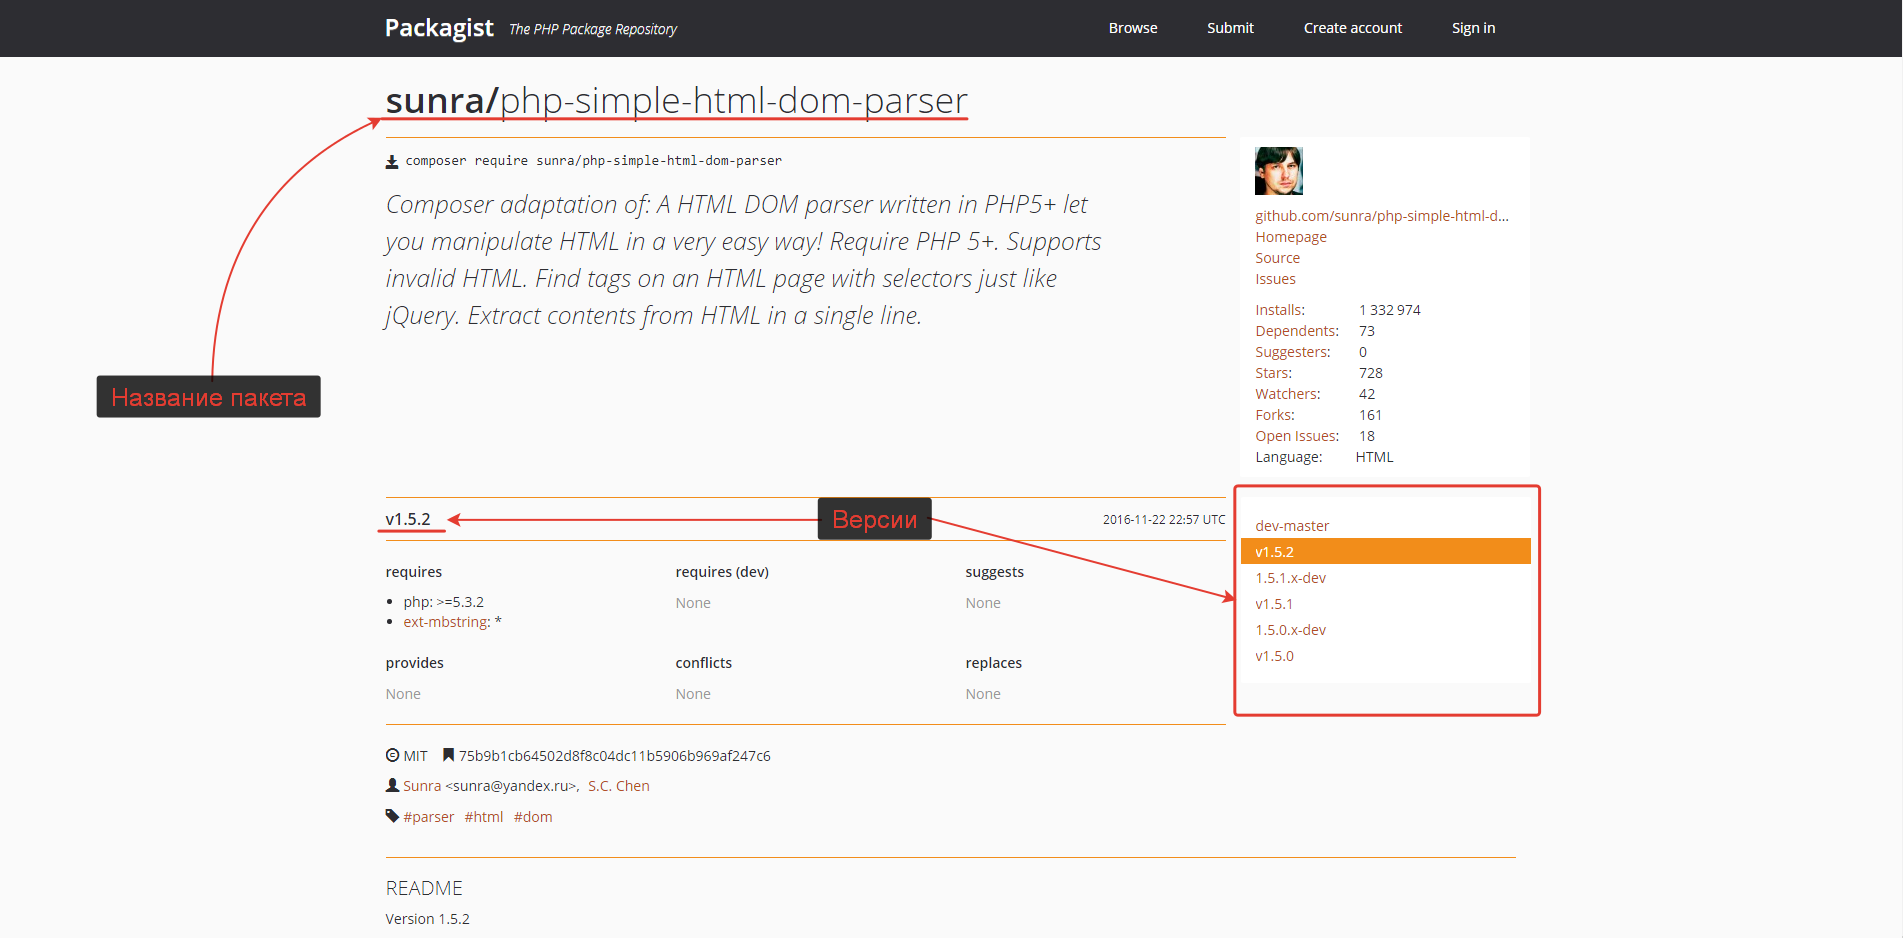 Packagist The PHP Package Repository Browse Submit Create account Sign in
sunra/php-simple-html-dom-parser
composer require sunra/php-simple-html-dom-parser
Composer adaptation of: A HTML DOM parser written in PHP5+ let
you manipulate HTML in a very easy way! Require PHP 5+. Supports
invalid HTML. Find tags on an HTML page with selectors just like
jQuery. Extract contents from HTML in a single line.
github.com/sunra/php-simple-html-d...
Homepage
Source
Issues
Installs: 1 332 974
Dependents: 73
Suggesters: 0
Stars: 728
Watchers: 42
Forks: 161
Open Issues: 18
Language: HTML
Название пакета
v1.5.2 Версии 2016-11-22 22:57 UTC
dev-master
v1.5.2
1.5.1.x-dev
v1.5.1
1.5.0.x-dev
v1.5.0
requires requires (dev) suggests
php: >=5.3.2 None None
ext-mbstring: *
provides conflicts replaces
None None None
MIT 75b9b1cb64502d8f8c04dc11b5906b969af247c6
Sunra <sunra@yandex.ru>, S.C. Chen
#parser #html #dom
README
Version 1.5.2